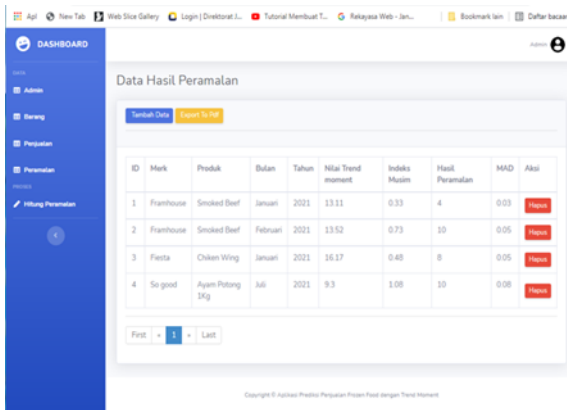 Apl New Tab Web Slice Gallery Login | Direktorat J... Tutorial Membuat T... Rekayasa Web - Jan... Bookmark lain Daftar bacaan
DASHBOARD
Admin
DATA
Admin
Barang
Penjualan
Peramalan
PROSES
Hitung Peramalan
Data Hasil Peramalan
Tambah Data Export To Pdf
ID Merk Produk Bulan Tahun Nilai Trend moment Indeks Musim Hasil Peramalan MAD Aksi
1 Framhouse Smoked Beef Januari 2021 13.11 0.33 4 0.03 Hapus
2 Framhouse Smoked Beef Februari 2021 13.52 0.73 10 0.05 Hapus
3 Fiesta Chiken Wing Januari 2021 16.17 0.48 8 0.05 Hapus
4 So good Ayam Potong 1Kg Juli 2021 9.3 1.08 10 0.08 Hapus
First « 1 » Last
Copyright © Aplikasi Prediksi Penjualan Frozen Food dengan Trend Moment